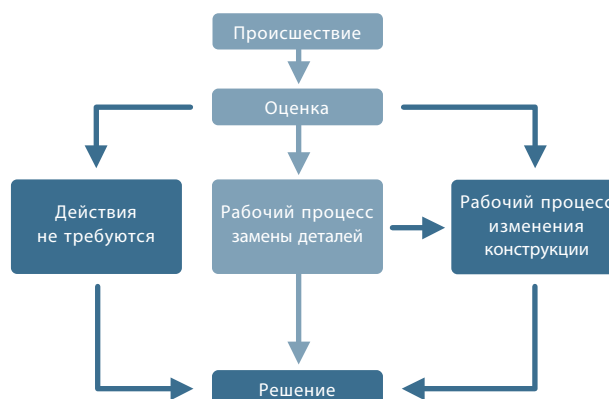 Происшествие
Оценка
Действия
не требуются
Рабочий процесс
замены деталей
Рабочий процесс
изменения
конструкции
Решение